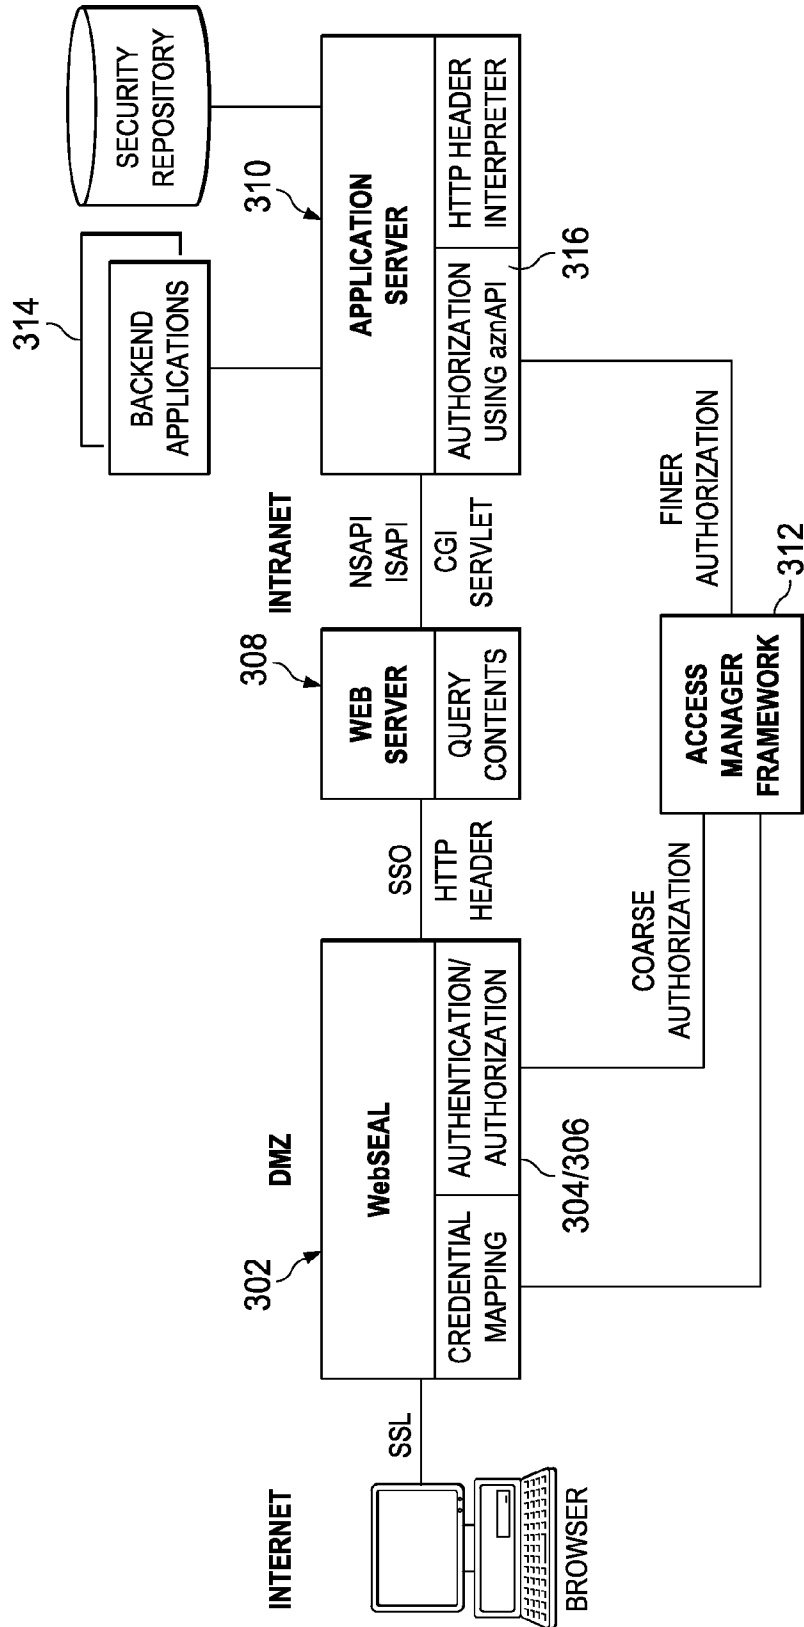 INTERNET
DMZ
INTRANET
302
308
310
314
SECURITY
REPOSITORY
BACKEND
APPLICATIONS
BROWSER
SSL
WebSEAL
CREDENTIAL
MAPPING
AUTHENTICATION/
AUTHORIZATION
304/306
SSO
HTTP
HEADER
WEB
SERVER
QUERY
CONTENTS
NSAPI
ISAPI
CGI
SERVLET
APPLICATION
SERVER
AUTHORIZATION
USING aznAPI
HTTP HEADER
INTERPRETER
316
COARSE
AUTHORIZATION
ACCESS
MANAGER
FRAMEWORK
312
FINER
AUTHORIZATION